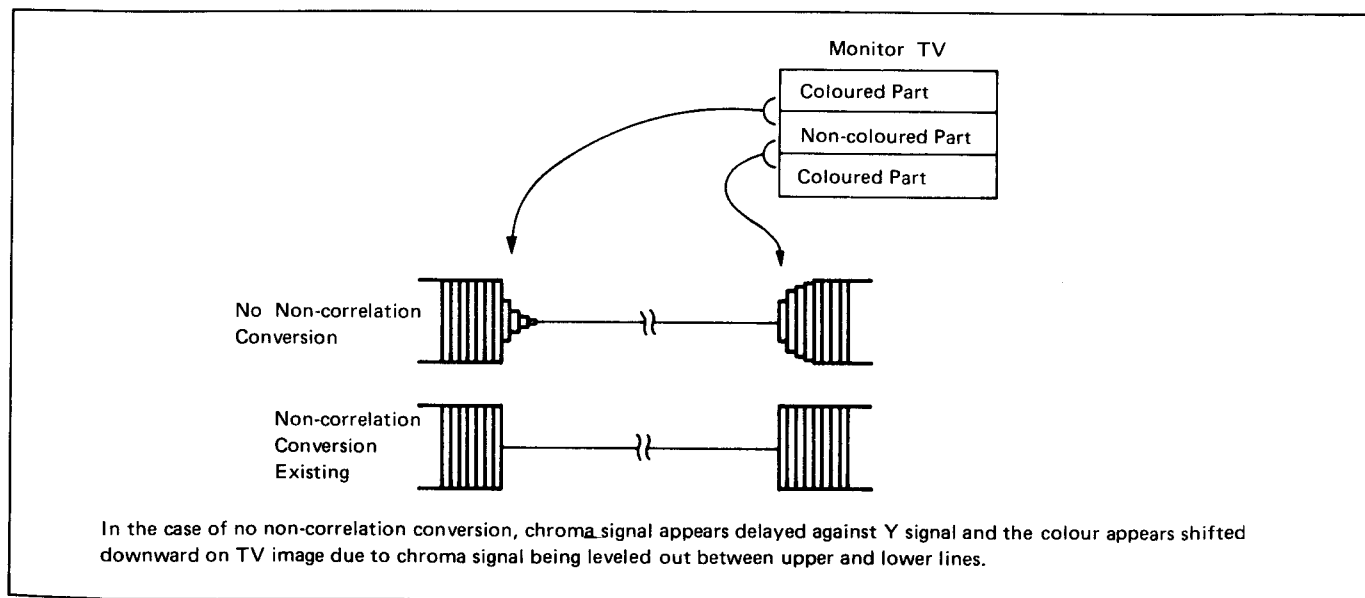 Monitor TV
Coloured Part
Non-coloured Part
Coloured Part
No Non-correlation
Conversion
Non-correlation
Conversion
Existing
In the case of no non-correlation conversion, chroma signal appears delayed against Y signal and the colour appears shifted
downward on TV image due to chroma signal being leveled out between upper and lower lines.